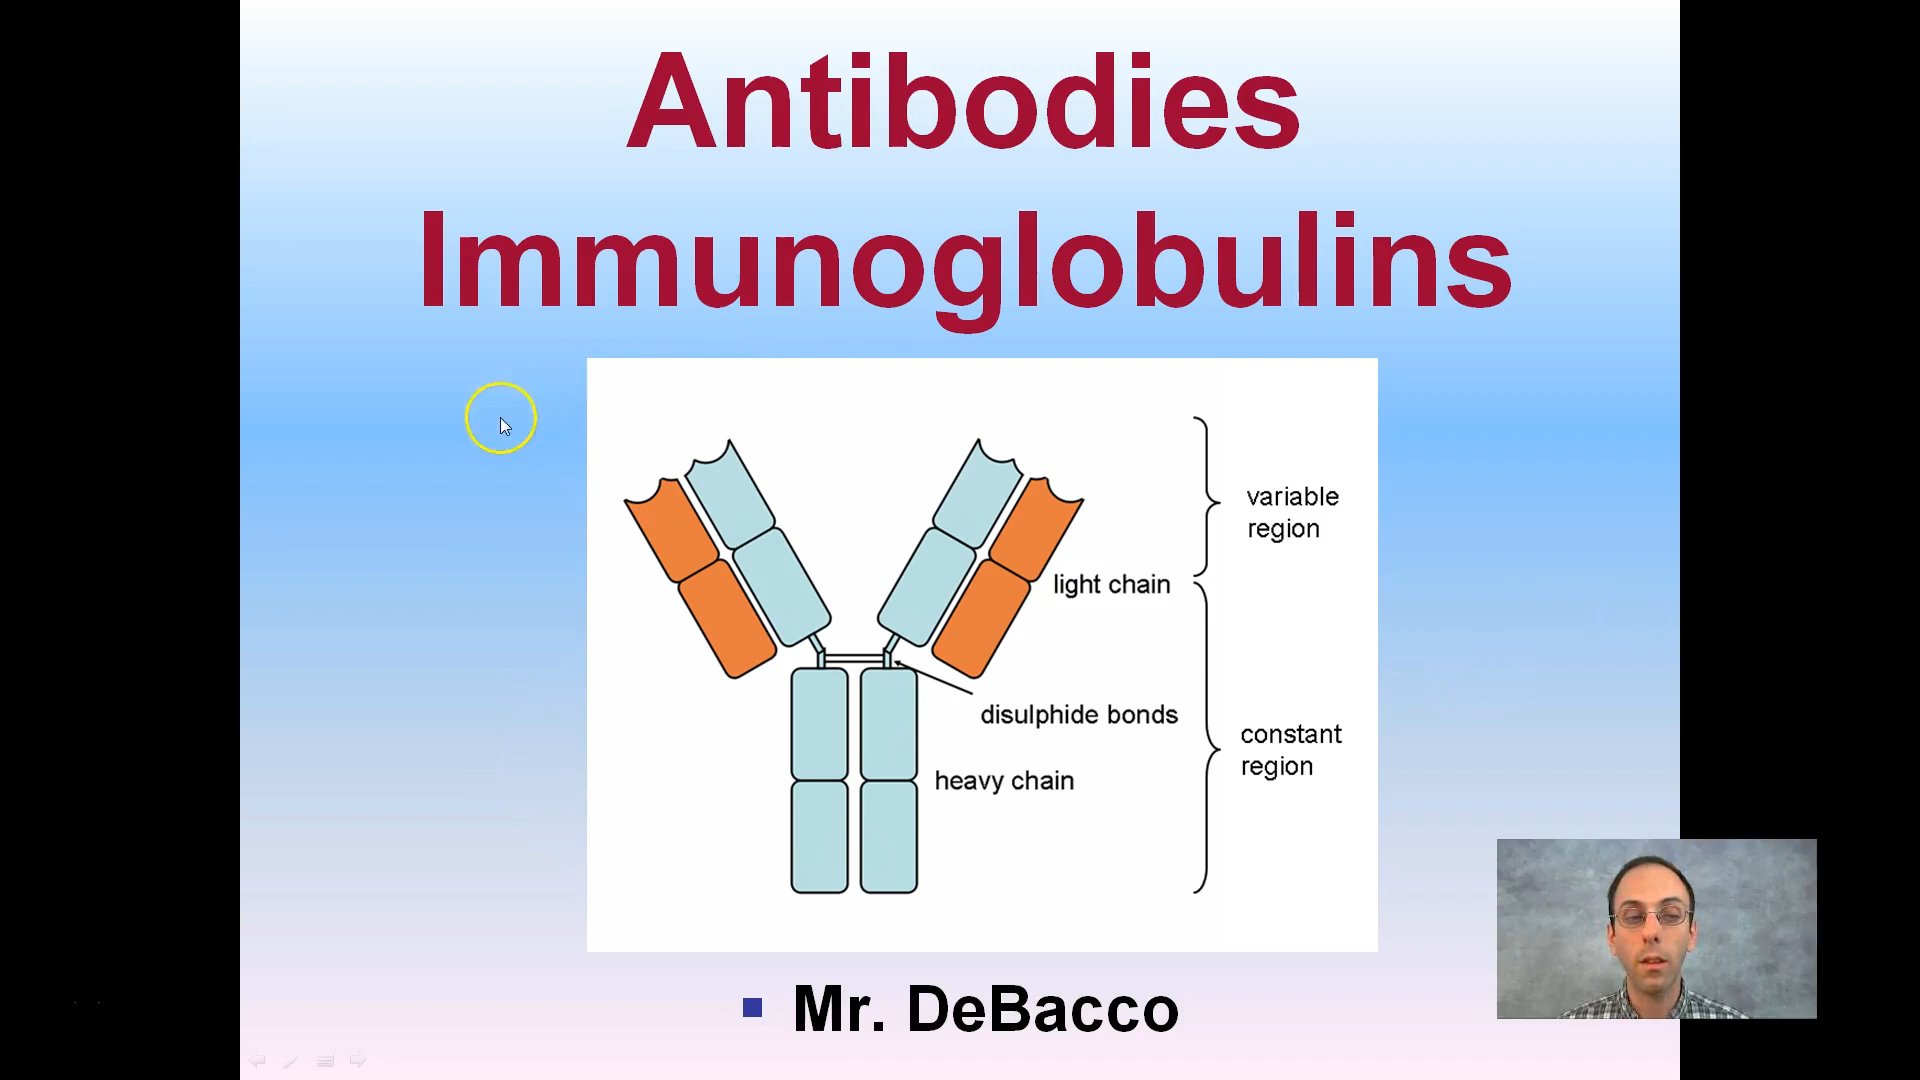 Antibodies
Immunoglobulins
variable
region
light chain
disulphide bonds
constant
region
heavy chain
Mr. DeBacco